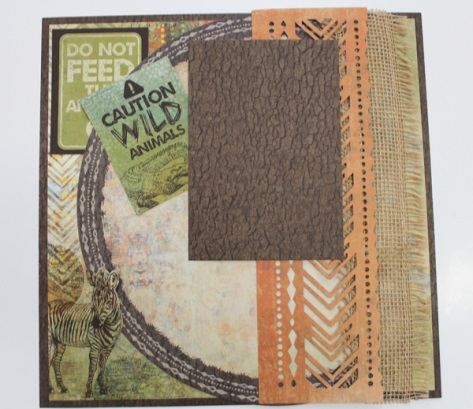 DO NOT
FEED
CAUTION
WILD
ANIMALS